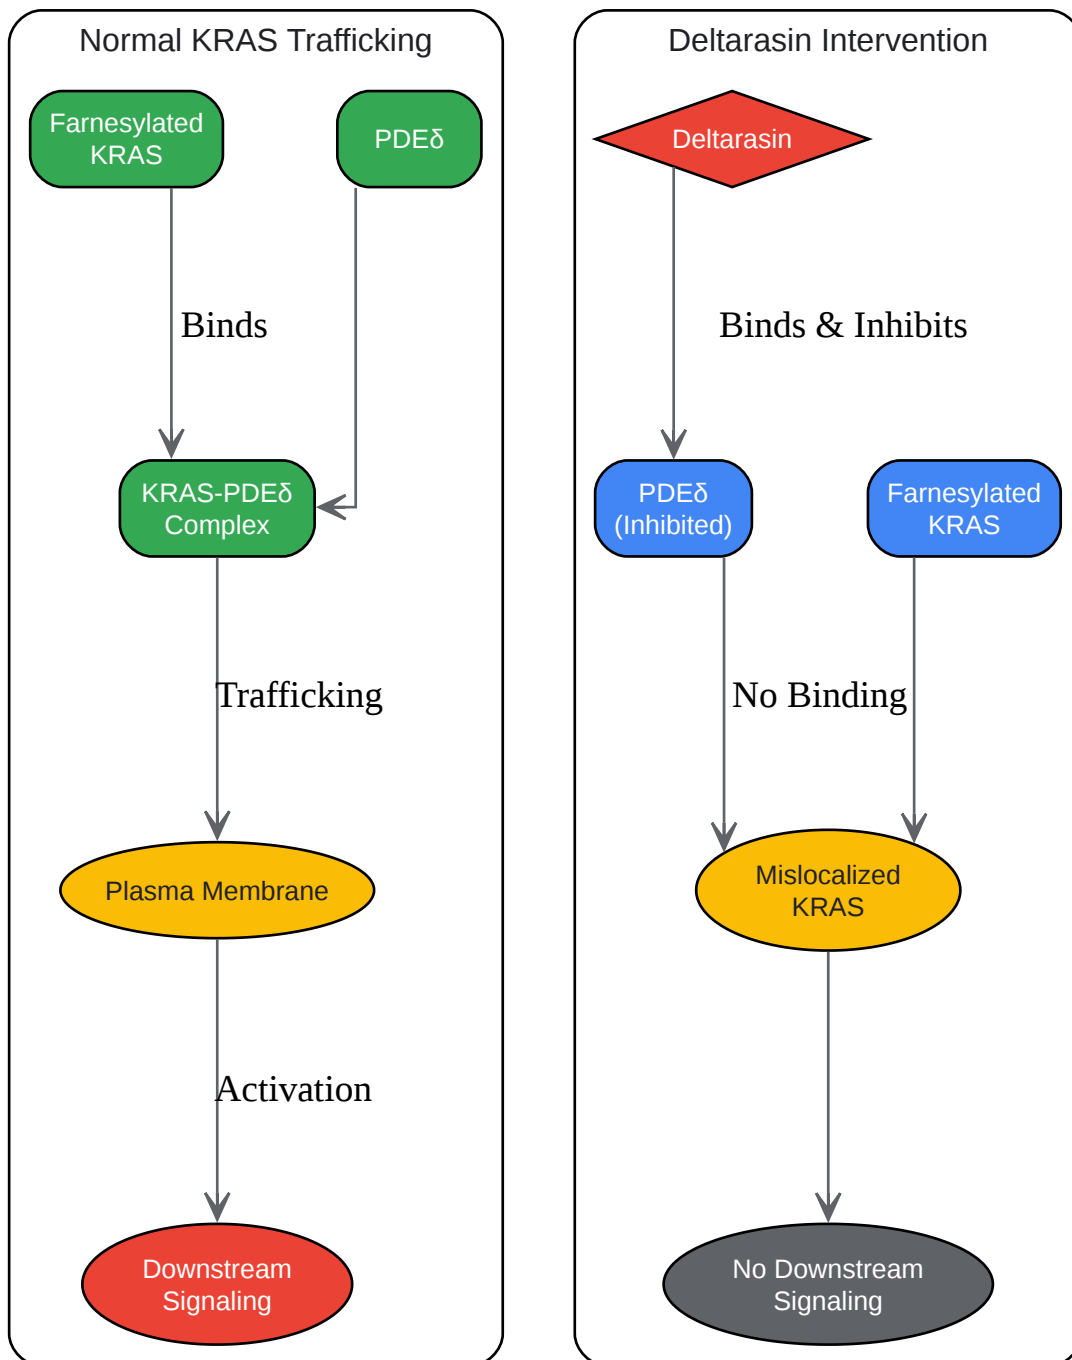 Normal KRAS Trafficking
Farnesylated
KRAS
PDEδ
Binds
KRAS-PDEδ
Complex
Trafficking
Plasma Membrane
Activation
Downstream
Signaling
Deltarasin Intervention
Deltarasin
Binds & Inhibits
PDEδ
(Inhibited)
Farnesylated
KRAS
No Binding
Mislocalized
KRAS
No Downstream
Signaling